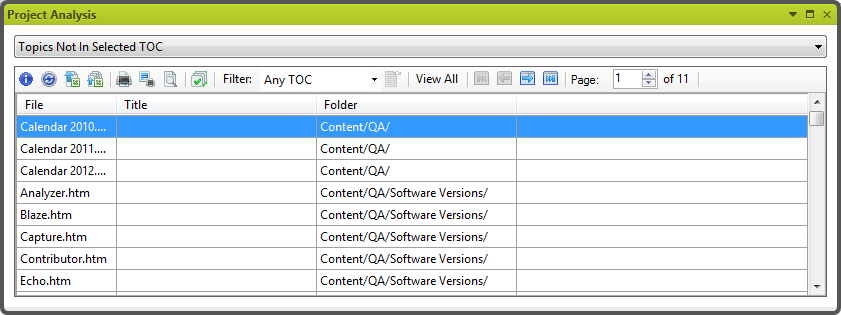 Project Analysis
Topics Not In Selected TOC
Filter: Any TOC View All Page: 1 of 11
File Title Folder
Calendar 2010.... Content/QA/
Calendar 2011.... Content/QA/
Calendar 2012.... Content/QA/
Analyzer.htm Content/QA/Software Versions/
Blaze.htm Content/QA/Software Versions/
Capture.htm Content/QA/Software Versions/
Contributor.htm Content/QA/Software Versions/
Echo.htm Content/QA/Software Versions/